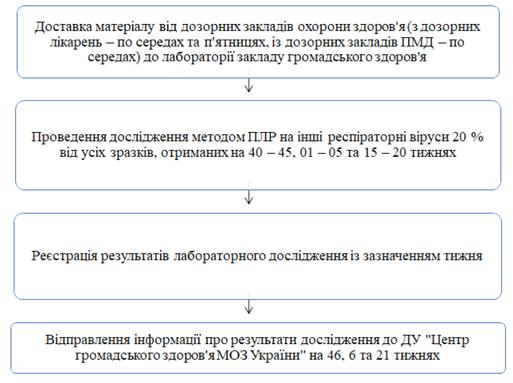 Доставка матеріалу від дозорних закладів охорони здоров'я (з дозорних
лікарень – по середах та п'ятницях, із дозорних закладів ПМД – по
середах) до лабораторії закладу громадського здоров'я
Проведення дослідження методом ПЛР на інші респіраторні віруси 20 %
від усіх зразків, отриманих на 40 – 45, 01 – 05 та 15 – 20 тижнях
Реєстрація результатів лабораторного дослідження із зазначенням тижня
Відправлення інформації про результати дослідження до ДУ "Центр
громадського здоров'я МОЗ України" на 46, 6 та 21 тижнях